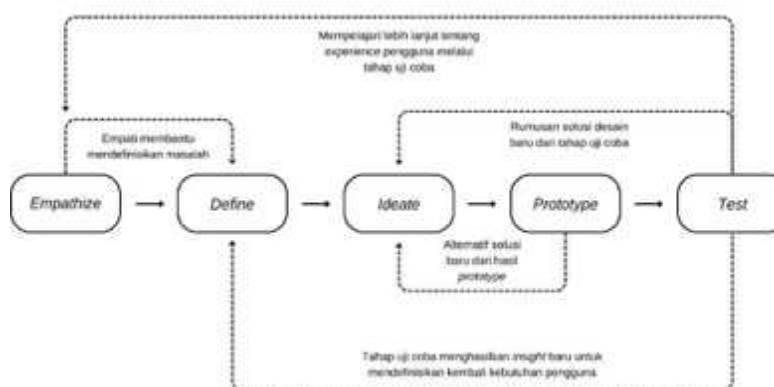 Mempelajari lebih lanjut tentang
experience pengguna melalui
tahap uji coba
Empati membantu
mendefinisikan masalah
Rumusan solusi desain
baru dari tahap uji coba
Empathize
Define
Ideate
Prototype
Test
Alternatif solusi
baru dari hasil
prototype
Tahap uji coba menghasilkan insight baru untuk
mendefinisikan kembali kebutuhan pengguna